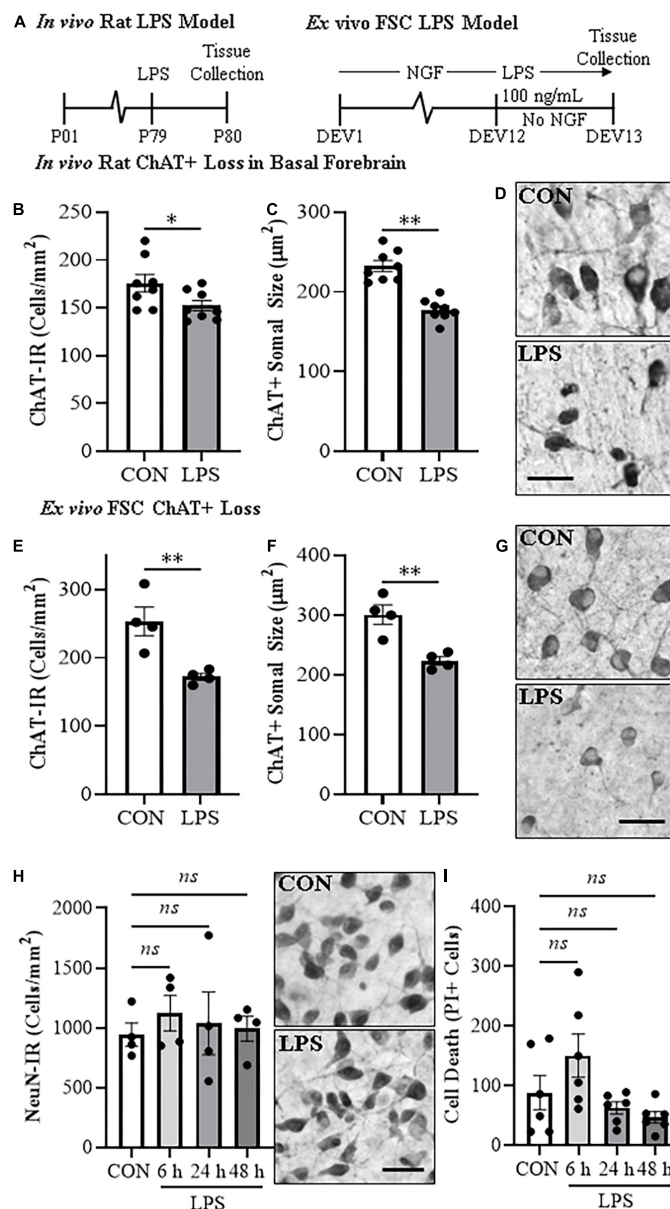 A In vivo Rat LPS Model Ex vivo FSC LPS Model
LPS Tissue Collection
P01 P79 P80
NGF LPS Tissue Collection
100 ng/mL
No NGF
DEV1 DEV12 DEV13
In vivo Rat ChAT+ Loss in Basal Forebrain
B
ChAT-IR (Cells/mm²)
250
200
150
100
50
0
*
CON LPS
C
ChAT+ Somal Size (µm²)
300
200
100
0
**
CON LPS
D
CON
LPS
Ex vivo FSC ChAT+ Loss
E
ChAT-IR (Cells/mm²)
300
200
100
0
**
CON LPS
F
ChAT+ Somal Size (µm²)
400
300
200
100
0
**
CON LPS
G
CON
LPS
H
NeuN-IR (Cells/mm²)
2000
1500
1000
500
0
ns
ns
ns
CON 6 h 24 h 48 h
LPS
CON
LPS
I
Cell Death (PI+ Cells)
400
300
200
100
0
ns
ns
ns
CON 6 h 24 h 48 h
LPS